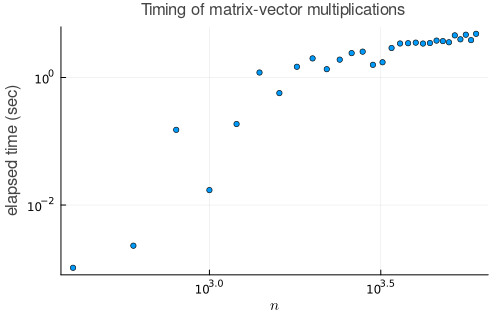 Timing of matrix-vector multiplications
elapsed time (sec)
10^0
10^-2
10^3.0
10^3.5
n